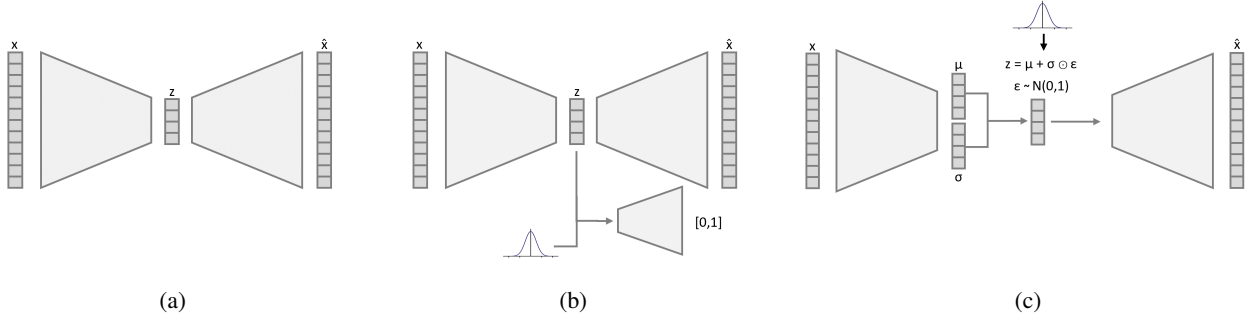 x
z
x̂
(a)
x
z
x̂
[0,1]
(b)
x
μ
σ
z = μ + σ ⊙ ε
ε ~ N(0,1)
x̂
(c)